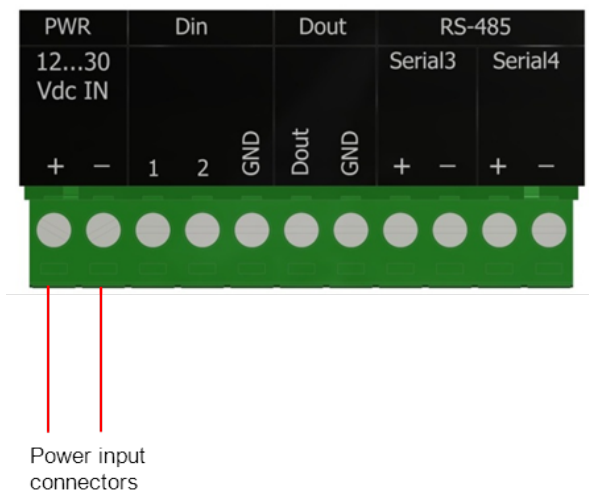 PWR Din Dout RS-485
12...30 Serial3 Serial4
Vdc IN
+ − 1 2 GND Dout GND + − + −
Power input
connectors